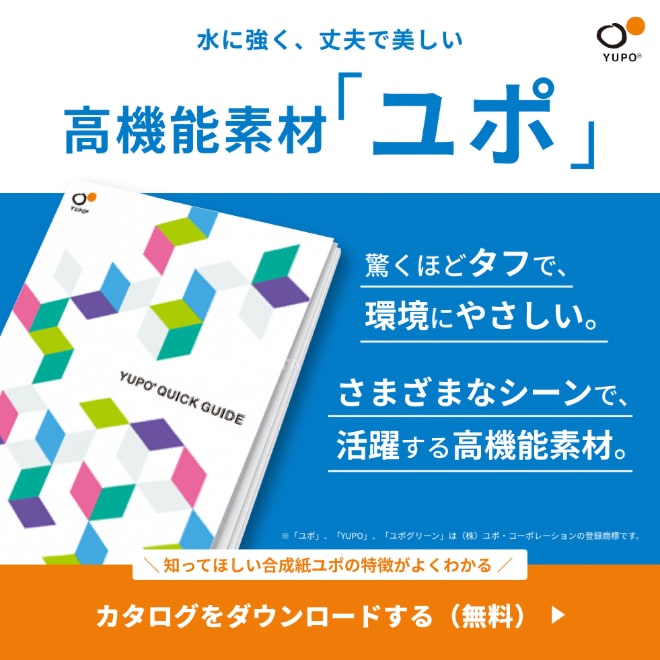 水に強く、丈夫で美しい
YUPO®
高機能素材「ユポ」
YUPO®
YUPO® QUICK GUIDE
驚くほどタフで、
環境にやさしい。
さまざまなシーンで、
活躍する高機能素材。
※「ユポ」、「YUPO」、「ユポグリーン」は（株）ユポ・コーポレーションの登録商標です。
＼ 知ってほしい合成紙ユポの特徴がよくわかる ／
カタログをダウンロードする（無料） ▶